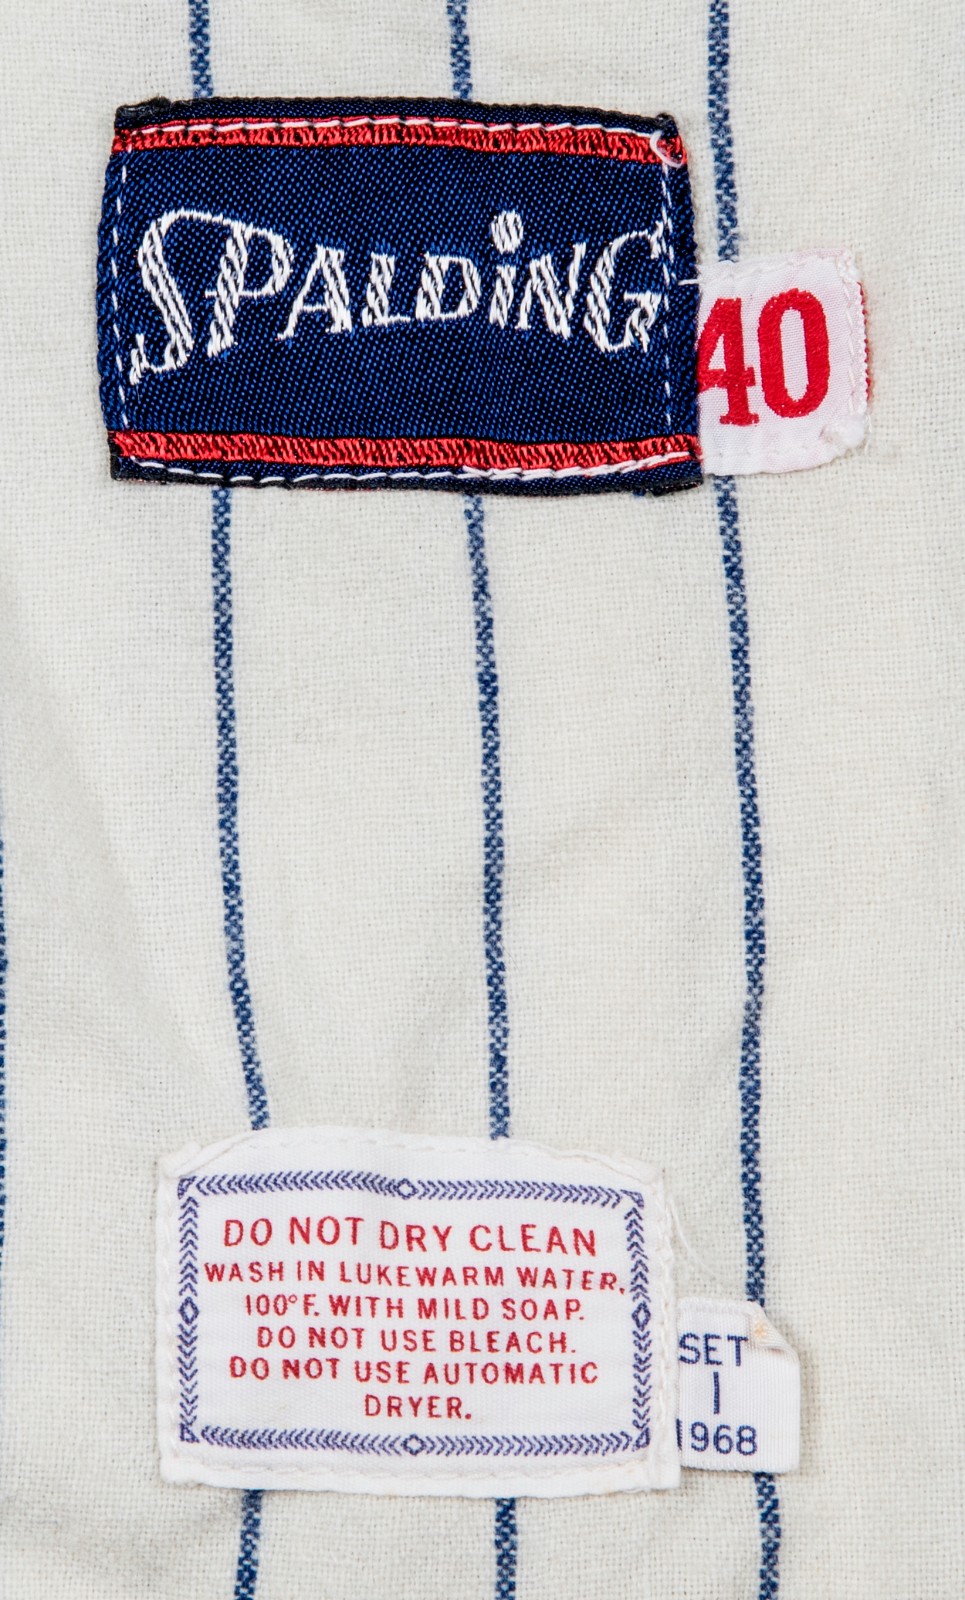 SPALDING
40
DO NOT DRY CLEAN
WASH IN LUKEWARM WATER,
100°F. WITH MILD SOAP.
DO NOT USE BLEACH.
DO NOT USE AUTOMATIC
DRYER.
SET
1
1968